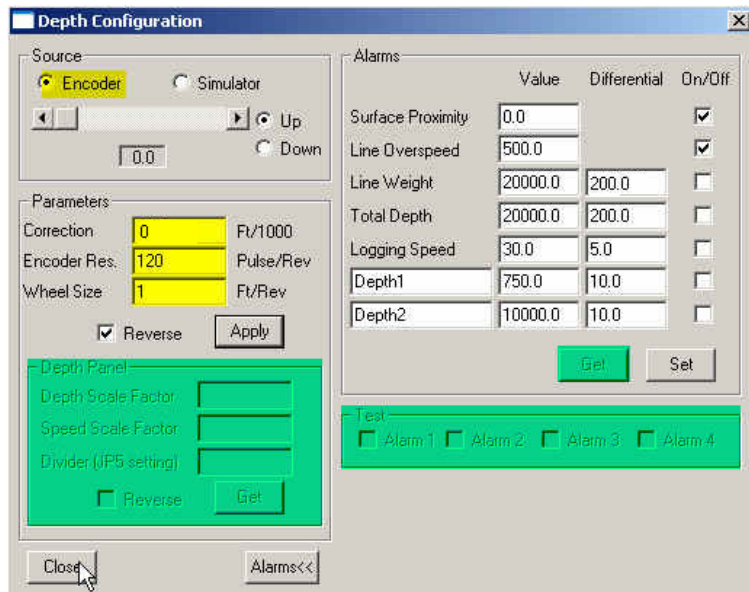 Depth Configuration
Source
Encoder
Simulator
Up
Down
0.0
Parameters
Correction 0 Ft/1000
Encoder Res. 120 Pulse/Rev
Wheel Size 1 Ft/Rev
Reverse
Apply
Depth Panel
Depth Scale Factor
Speed Scale Factor
Divider (JP5 setting)
Reverse
Get
Close
Alarms<<
Alarms
Value Differential On/Off
Surface Proximity 0.0
Line Overspeed 500.0
Line Weight 20000.0 200.0
Total Depth 20000.0 200.0
Logging Speed 30.0 5.0
Depth1 750.0 10.0
Depth2 10000.0 10.0
Get Set
Test
Alarm 1 Alarm 2 Alarm 3 Alarm 4